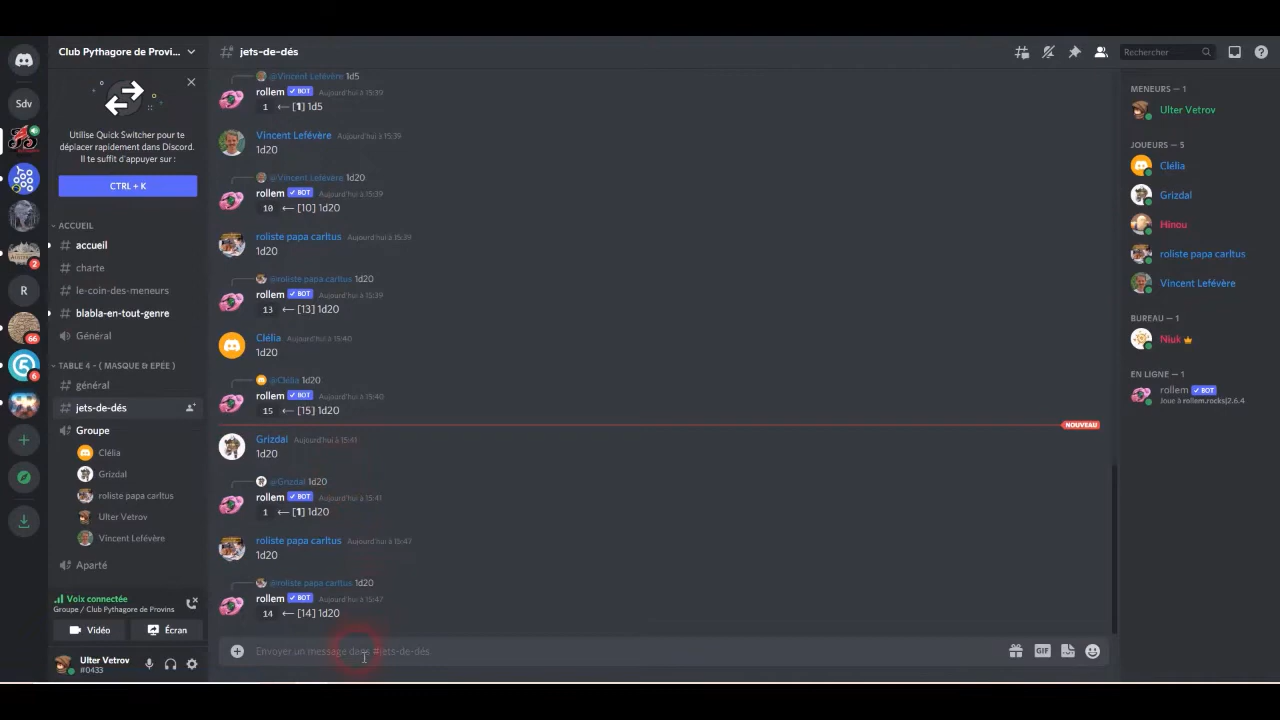 Club Pythagore de Provi...
Sdv
2
R
66
6
Utilise Quick Switcher pour te
déplacer rapidement dans Discord.
Il te suffit d'appuyer sur :
CTRL + K
ACCUEIL
# accueil
# charte
# le-coin-des-meneurs
# blabla-en-tout-genre
Général
TABLE 4 - ( MASQUE & EPÉE )
# général
# jets-de-dés
Groupe
Clélia
Grizdal
roliste papa carltus
Ulter Vetrov
Vincent Lefévère
Aparté
Voix connectée
Groupe / Club Pythagore de Provins
Vidéo
Écran
Ulter Vetrov
#0433
jets-de-dés
Rechercher
@Vincent Lefévère 1d5
rollem ✓ BOT Aujourd'hui à 15:39
1 ⟵ [1] 1d5
Vincent Lefévère Aujourd'hui à 15:39
1d20
@Vincent Lefévère 1d20
rollem ✓ BOT Aujourd'hui à 15:39
10 ⟵ [10] 1d20
roliste papa carltus Aujourd'hui à 15:39
1d20
@roliste papa carltus 1d20
rollem ✓ BOT Aujourd'hui à 15:39
13 ⟵ [13] 1d20
Clélia Aujourd'hui à 15:40
1d20
@Clélia 1d20
rollem ✓ BOT Aujourd'hui à 15:40
15 ⟵ [15] 1d20
NOUVEAU
Grizdal Aujourd'hui à 15:41
1d20
@Grizdal 1d20
rollem ✓ BOT Aujourd'hui à 15:41
1 ⟵ [1] 1d20
roliste papa carltus Aujourd'hui à 15:47
1d20
@roliste papa carltus 1d20
rollem ✓ BOT Aujourd'hui à 15:47
14 ⟵ [14] 1d20
Envoyer un message dans #jets-de-dés
GIF
MENEURS — 1
Ulter Vetrov
JOUEURS — 5
Clélia
Grizdal
Hinou
roliste papa carltus
Vincent Lefévère
BUREAU — 1
Niuk
EN LIGNE — 1
rollem ✓ BOT
Joue à rollem.rocks|2.6.4